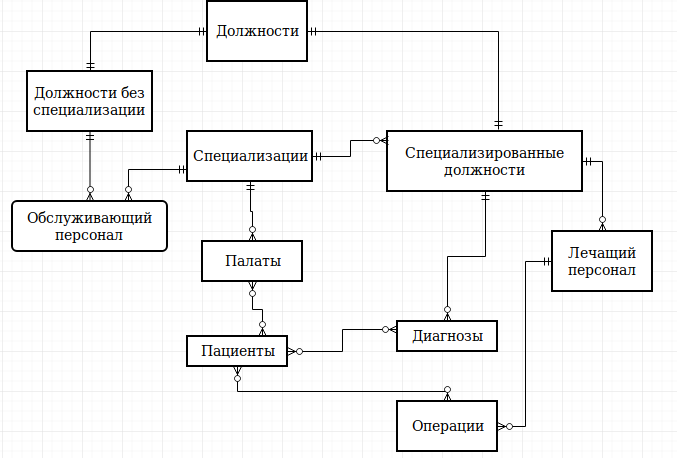 Должности
Должности без
специализации
Специализации
Специализированные
должности
Обслуживающий
персонал
Палаты
Лечащий
персонал
Пациенты
Диагнозы
Операции